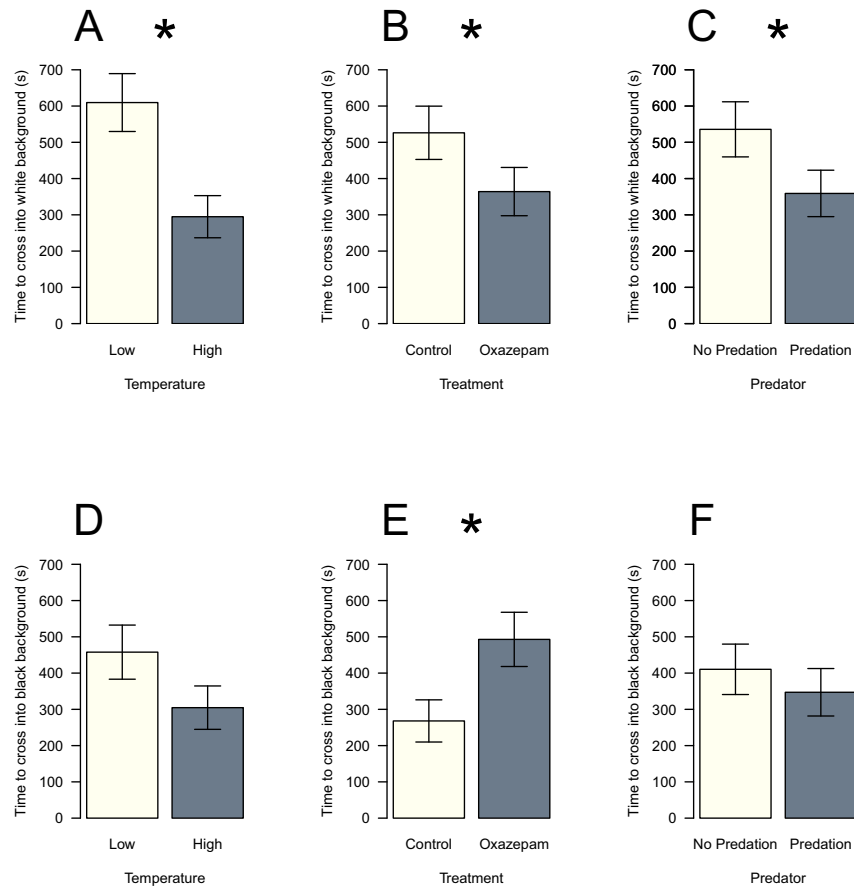 A *
Time to cross into white background (s)
700
600
500
400
300
200
100
0
Low High
Temperature
B *
Time to cross into white background (s)
700
600
500
400
300
200
100
0
Control Oxazepam
Treatment
C *
Time to cross into white background (s)
700
600
500
400
300
200
100
0
No Predation Predation
Predator
D
Time to cross into black background (s)
700
600
500
400
300
200
100
0
Low High
Temperature
E *
Time to cross into black background (s)
700
600
500
400
300
200
100
0
Control Oxazepam
Treatment
F
Time to cross into black background (s)
700
600
500
400
300
200
100
0
No Predation Predation
Predator